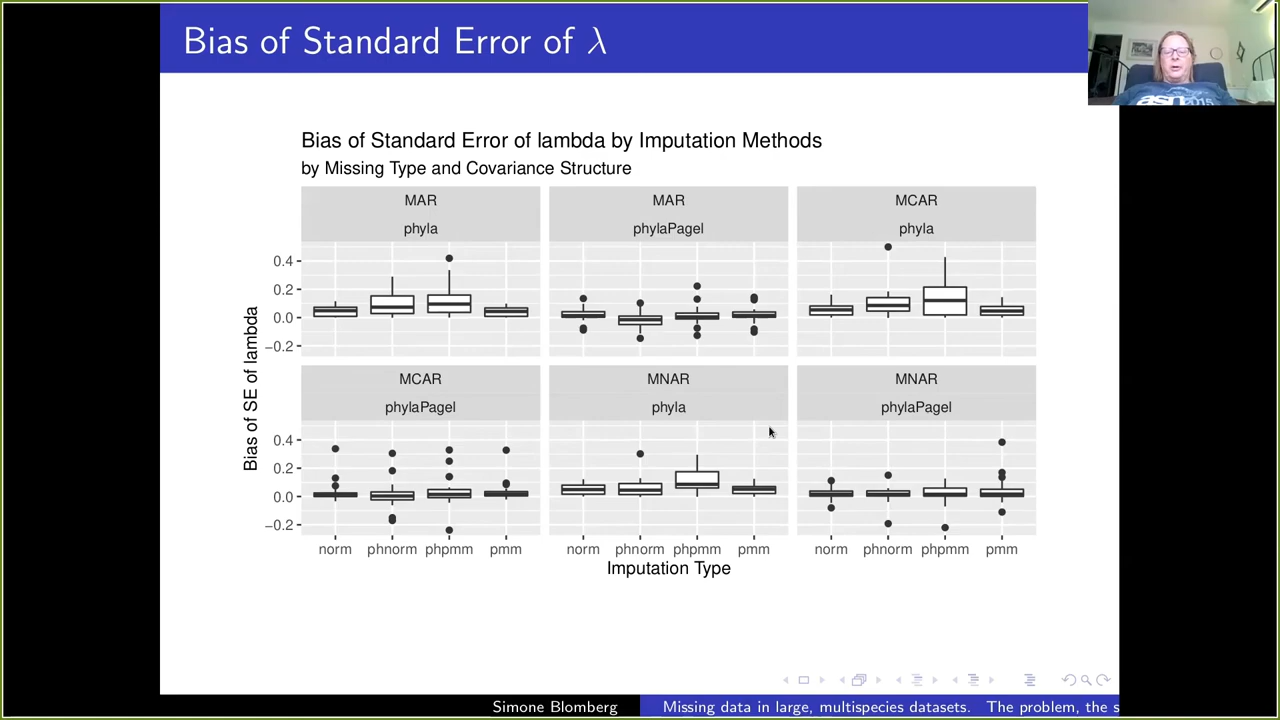 Bias of Standard Error of λ
asn 2015
Bias of Standard Error of lambda by Imputation Methods
by Missing Type and Covariance Structure
MAR MAR MCAR
phyla phylaPagel phyla
0.4
0.2
0.0
−0.2
Bias of SE of lambda
MCAR MNAR MNAR
phylaPagel phyla phylaPagel
0.4
0.2
0.0
−0.2
norm phnorm phpmm pmm norm phnorm phpmm pmm norm phnorm phpmm pmm
Imputation Type
Simone Blomberg Missing data in large, multispecies datasets. The problem, the s